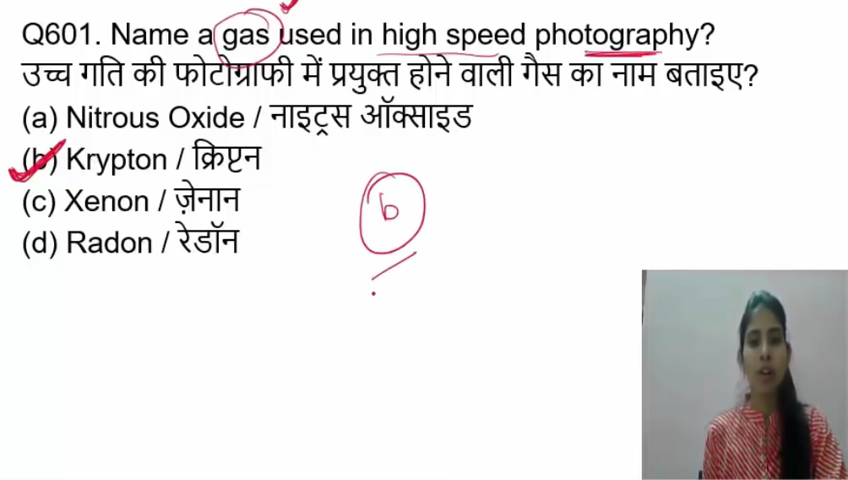 Q601. Name a gas used in high speed photography?
उच्च गति की फोटोग्राफी में प्रयुक्त होने वाली गैस का नाम बताइए?
(a) Nitrous Oxide / नाइट्रस ऑक्साइड
(b) Krypton / क्रिप्टन
(c) Xenon / ज़ेनान
(d) Radon / रेडॉन
b